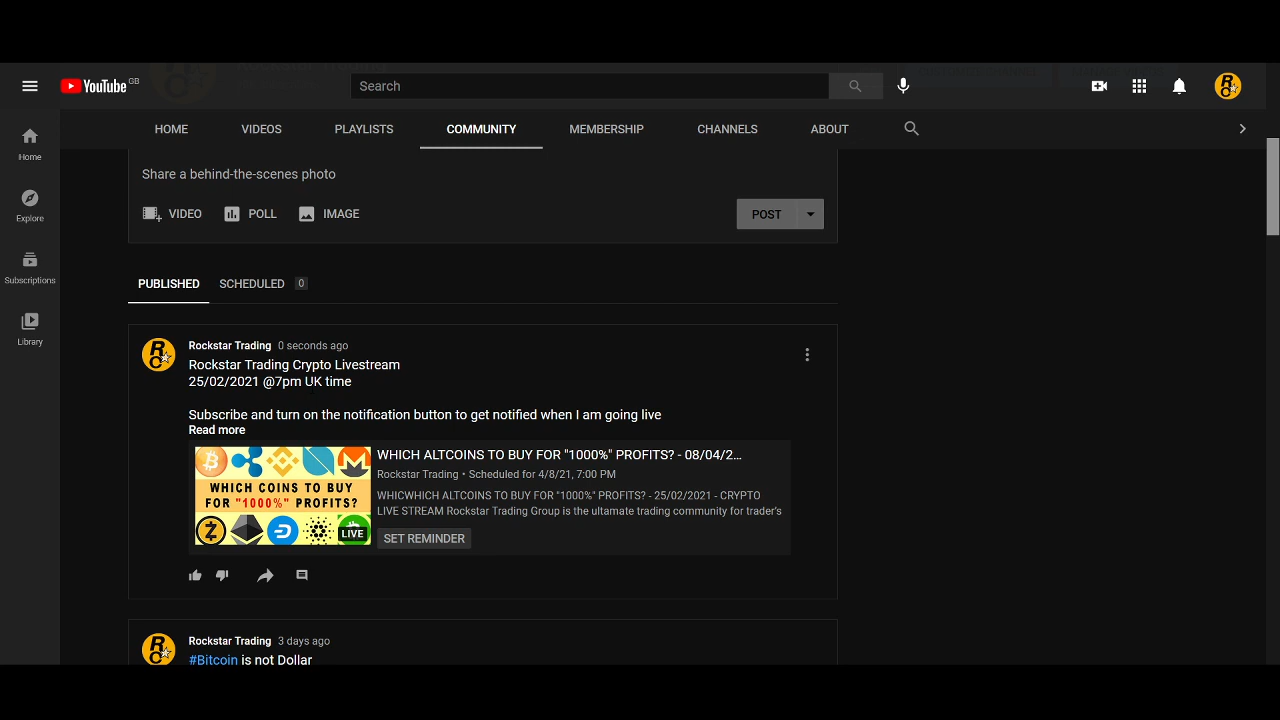 YouTube GB
Search
HOME VIDEOS PLAYLISTS COMMUNITY MEMBERSHIP CHANNELS ABOUT
Home
Explore
Subscriptions
Library
Share a behind-the-scenes photo
VIDEO POLL IMAGE POST
PUBLISHED SCHEDULED 0
Rockstar Trading 0 seconds ago
Rockstar Trading Crypto Livestream
25/02/2021 @7pm UK time
Subscribe and turn on the notification button to get notified when I am going live
Read more
WHICH COINS TO BUY
FOR "1000%" PROFITS?
LIVE
WHICH ALTCOINS TO BUY FOR "1000%" PROFITS? - 08/04/2...
Rockstar Trading • Scheduled for 4/8/21, 7:00 PM
WHICWHICH ALTCOINS TO BUY FOR "1000%" PROFITS? - 25/02/2021 - CRYPTO
LIVE STREAM Rockstar Trading Group is the ultamate trading community for trader's
SET REMINDER
Rockstar Trading 3 days ago
#Bitcoin is not Dollar